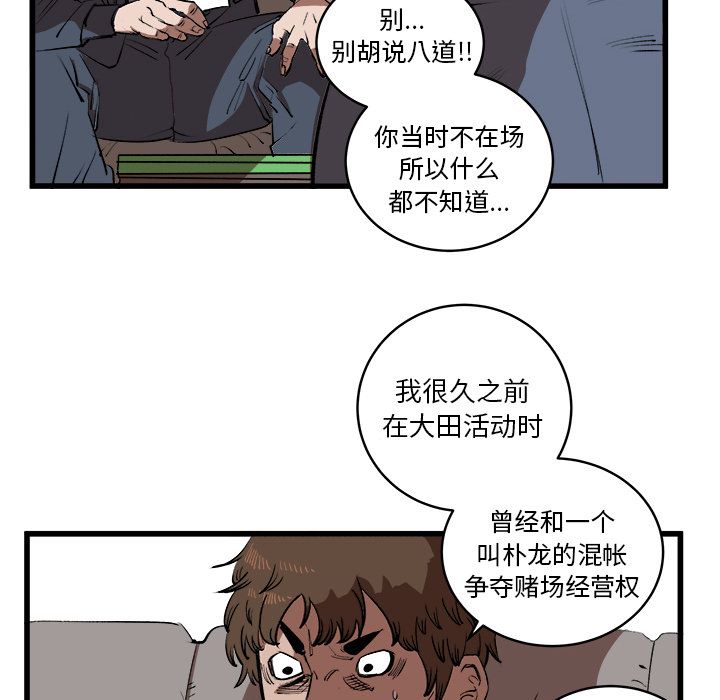 别...
别胡说八道!!
你当时不在场
所以什么
都不知道...
我很久之前
在大田活动时
曾经和一个
叫朴龙的混帐
争夺赌场经营权